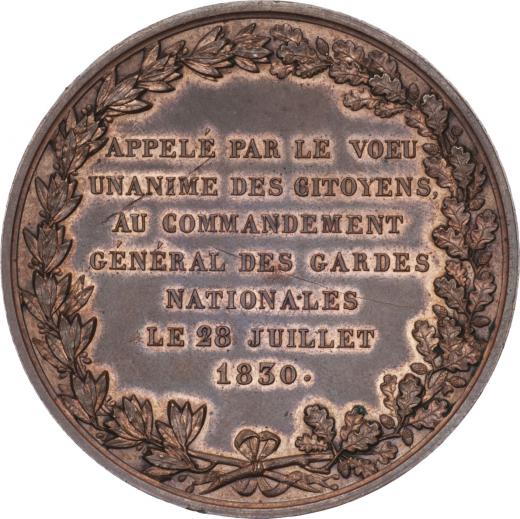 APPELÉ PAR LE VOEU
UNANIME DES CITOYENS,
AU COMMANDEMENT
GÉNÉRAL DES GARDES
NATIONALES
LE 28 JUILLET
1830.